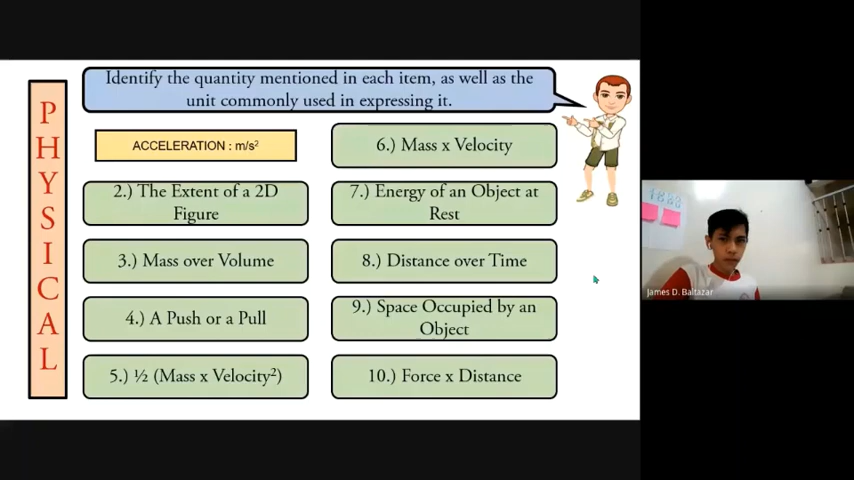 Identify the quantity mentioned in each item, as well as the
unit commonly used in expressing it.
PHYSICAL
ACCELERATION : m/s²
2.) The Extent of a 2D
Figure
3.) Mass over Volume
4.) A Push or a Pull
5.) ½ (Mass x Velocity²)
6.) Mass x Velocity
7.) Energy of an Object at
Rest
8.) Distance over Time
9.) Space Occupied by an
Object
10.) Force x Distance
James D. Baltazar